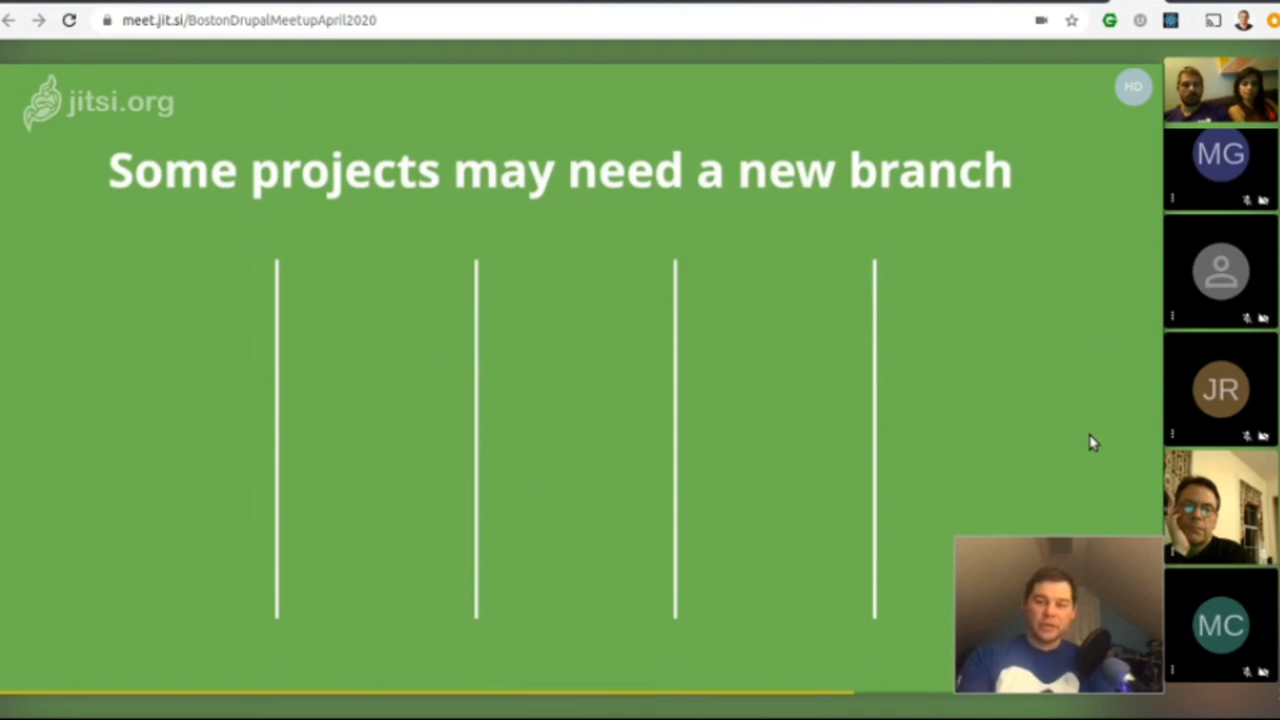 meet.jit.si/BostonDrupalMeetupApril2020
jitsi.org
HD
Some projects may need a new branch
MG
JR
MC